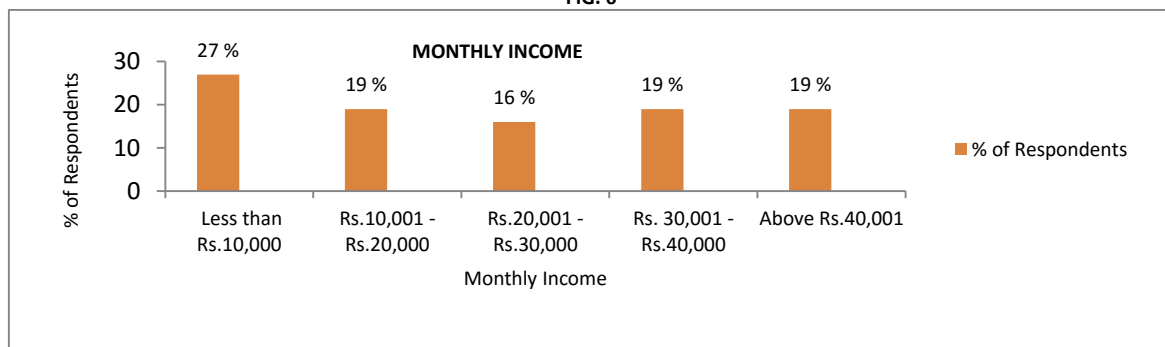 MONTHLY INCOME
% of Respondents
30
20
10
0
27 %
19 %
16 %
19 %
19 %
Less than
Rs.10,000
Rs.10,001 -
Rs.20,000
Rs.20,001 -
Rs.30,000
Rs. 30,001 -
Rs.40,000
Above Rs.40,001
Monthly Income
% of Respondents